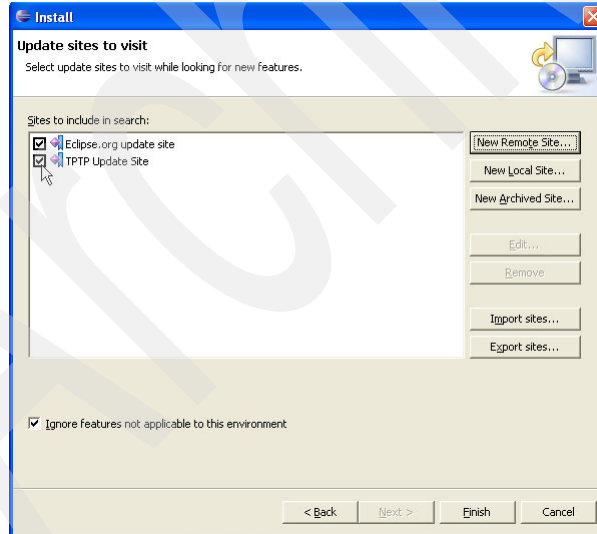 Install
Update sites to visit
Select update sites to visit while looking for new features.
Sites to include in search:
Eclipse.org update site
TPTP Update Site
New Remote Site...
New Local Site...
New Archived Site...
Edit...
Remove
Import sites...
Export sites...
Ignore features not applicable to this environment
< Back
Next >
Finish
Cancel